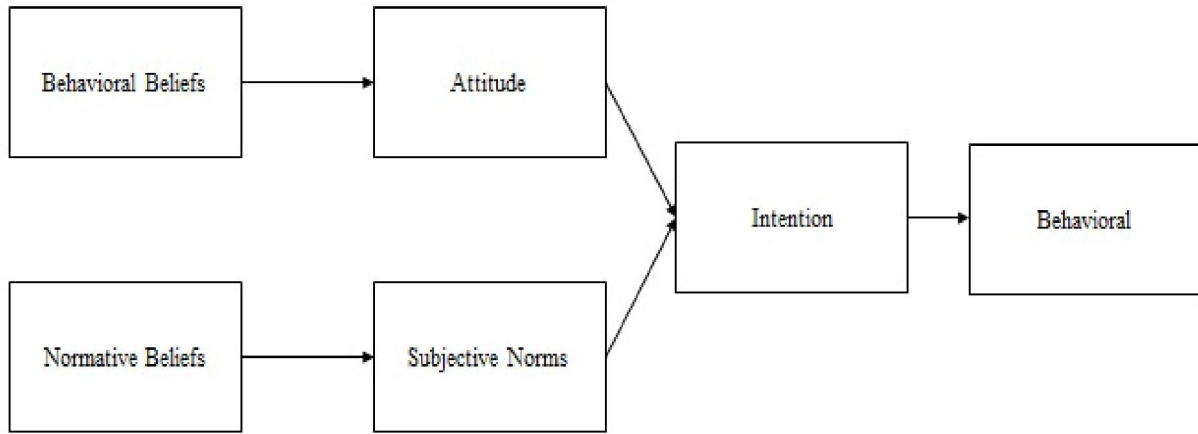 Behavioral Beliefs
Attitude
Intention
Behavioral
Normative Beliefs
Subjective Norms